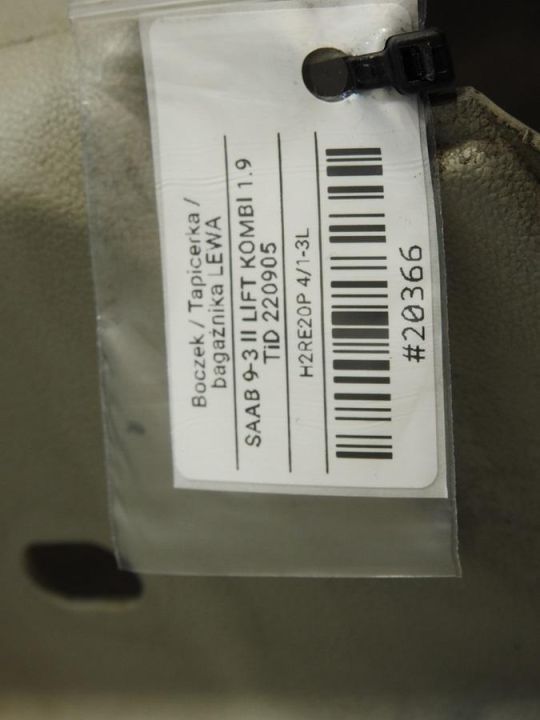 Boczek / Tapicerka /
bagażnika LEWA
SAAB 9-3 II LIFT KOMBI 1.9
TiD 220905
H2RE20P 4/1-3L
#20366